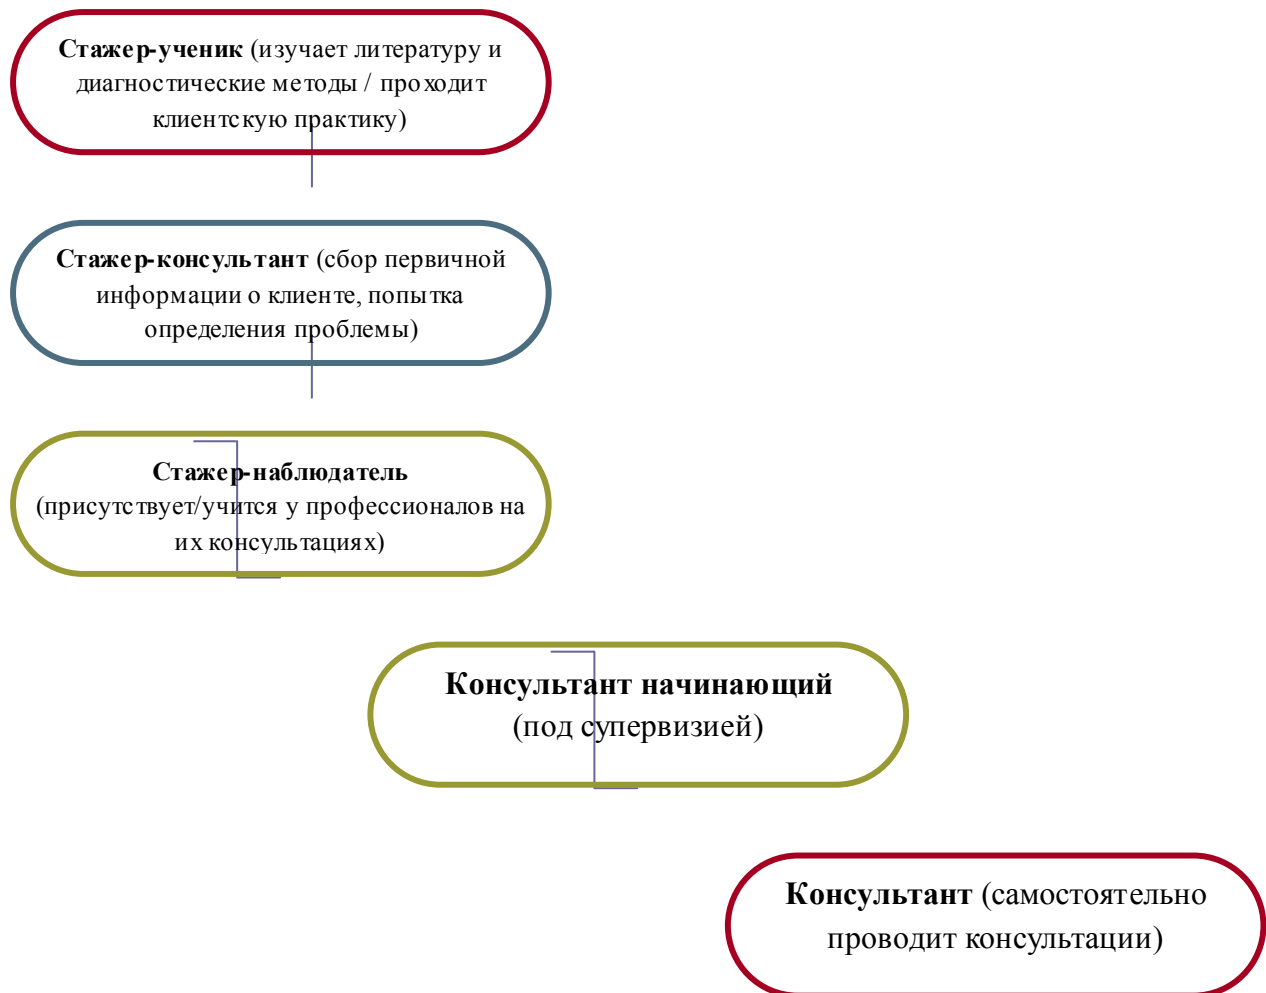 Стажер-ученик (изучает литературу и
диагностические методы / проходит
клиентскую практику)
Стажер-консультант (сбор первичной
информации о клиенте, попытка
определения проблемы)
Стажер-наблюдатель
(присутствует/учится у профессионалов на
их консультациях)
Консультант начинающий
(под супервизией)
Консультант (самостоятельно
проводит консультации)